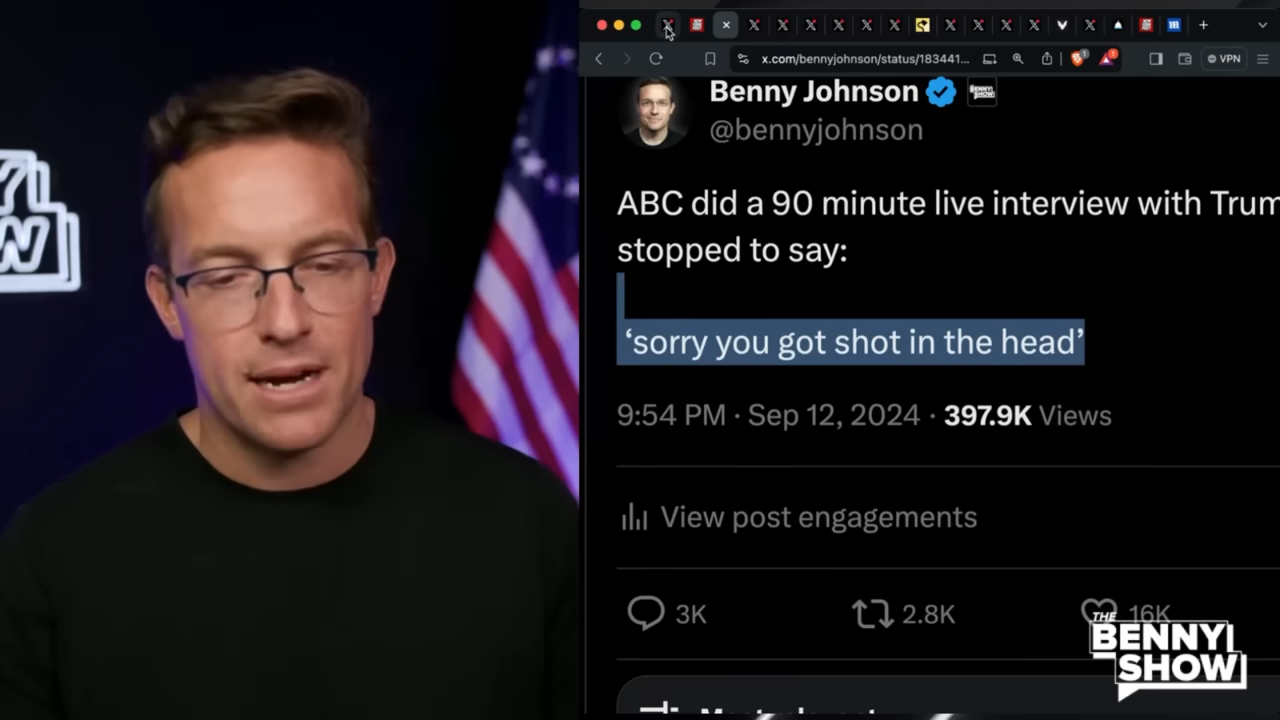 x.com/bennyjohnson/status/183441...
VPN
Benny Johnson
@bennyjohnson
ABC did a 90 minute live interview with Trum
stopped to say:
‘sorry you got shot in the head’
9:54 PM · Sep 12, 2024 · 397.9K Views
View post engagements
3K
2.8K
16K
THE
BENNY
SHOW